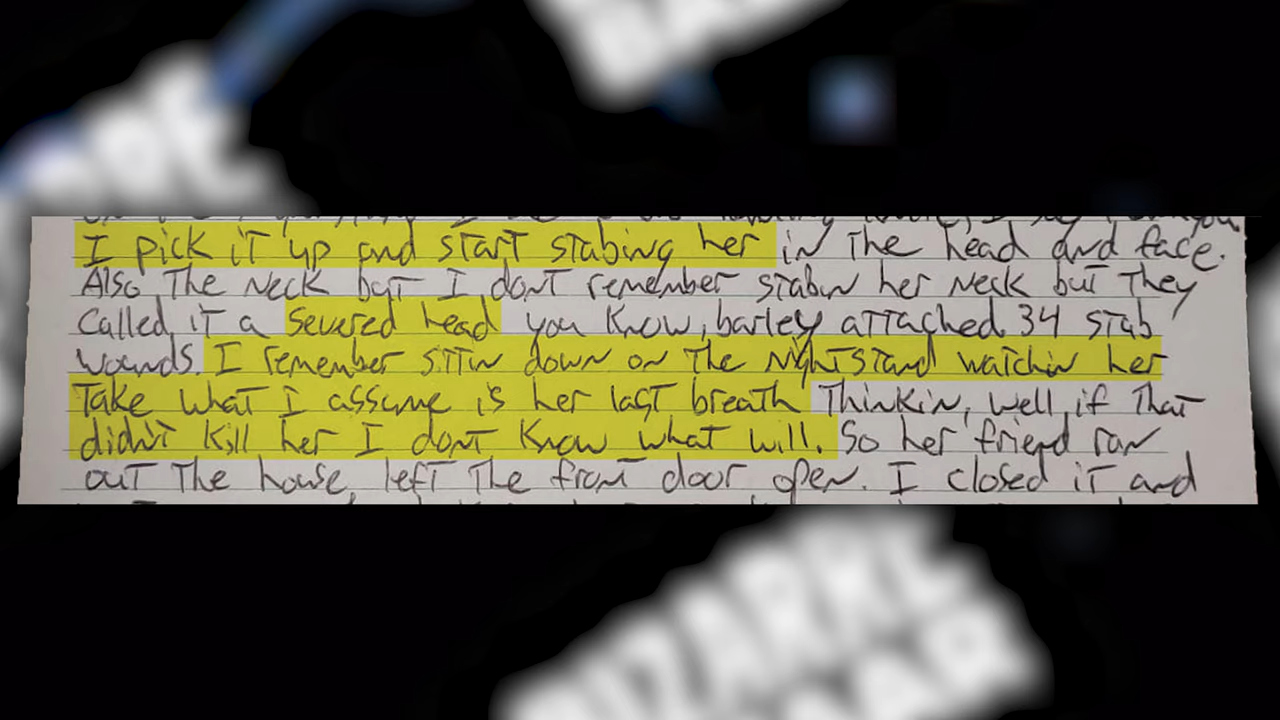 I pick it up and start stabing her in the head and face.
Also the neck but I dont remember stabin her neck but they
called it a severed head you know, barley attached. 34 stab
wounds. I remember sittin down on the nightstand watchin her
take what I assume is her last breath thinkin, well, if that
didn't kill her I dont know what will. So her friend ran
out the house, left the front door open. I closed it and